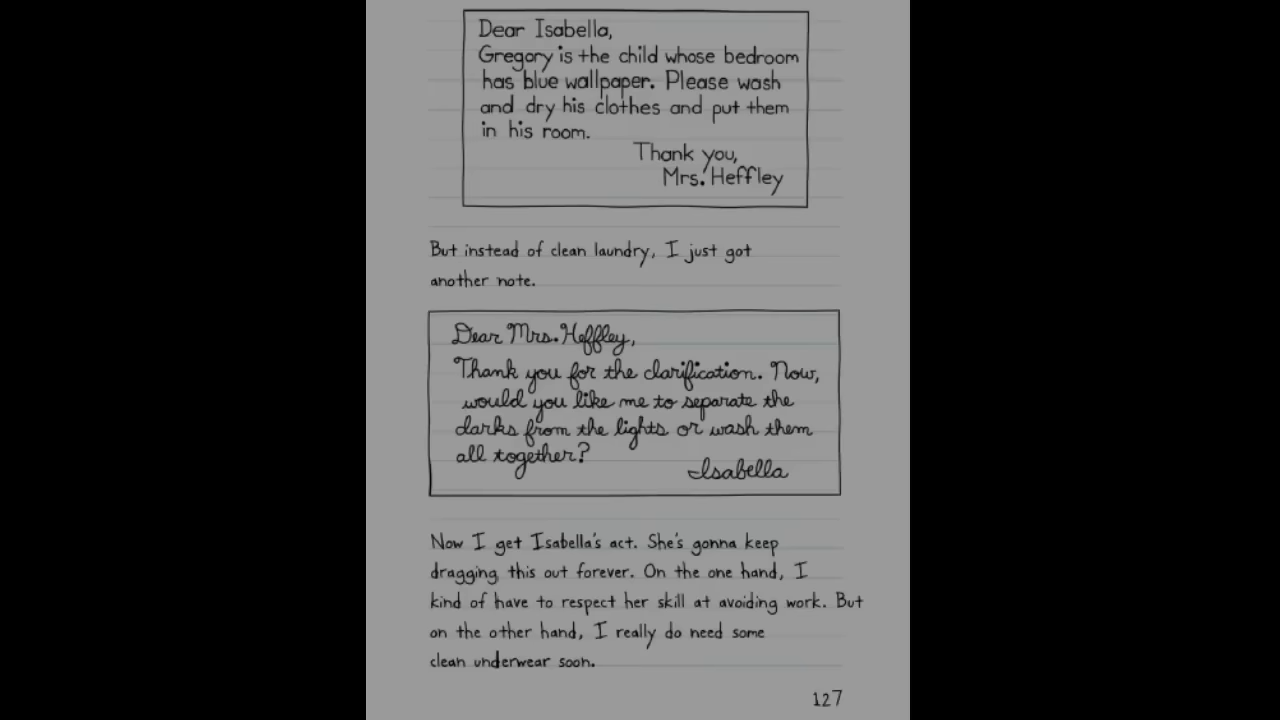 Dear Isabella,
Gregory is the child whose bedroom
has blue wallpaper. Please wash
and dry his clothes and put them
in his room.
Thank you,
Mrs. Heffley
But instead of clean laundry, I just got
another note.
Dear Mrs. Heffley,
Thank you for the clarification. Now,
would you like me to separate the
darks from the lights or wash them
all together?
Isabella
Now I get Isabella's act. She's gonna keep
dragging this out forever. On the one hand, I
kind of have to respect her skill at avoiding work. But
on the other hand, I really do need some
clean underwear soon.
127